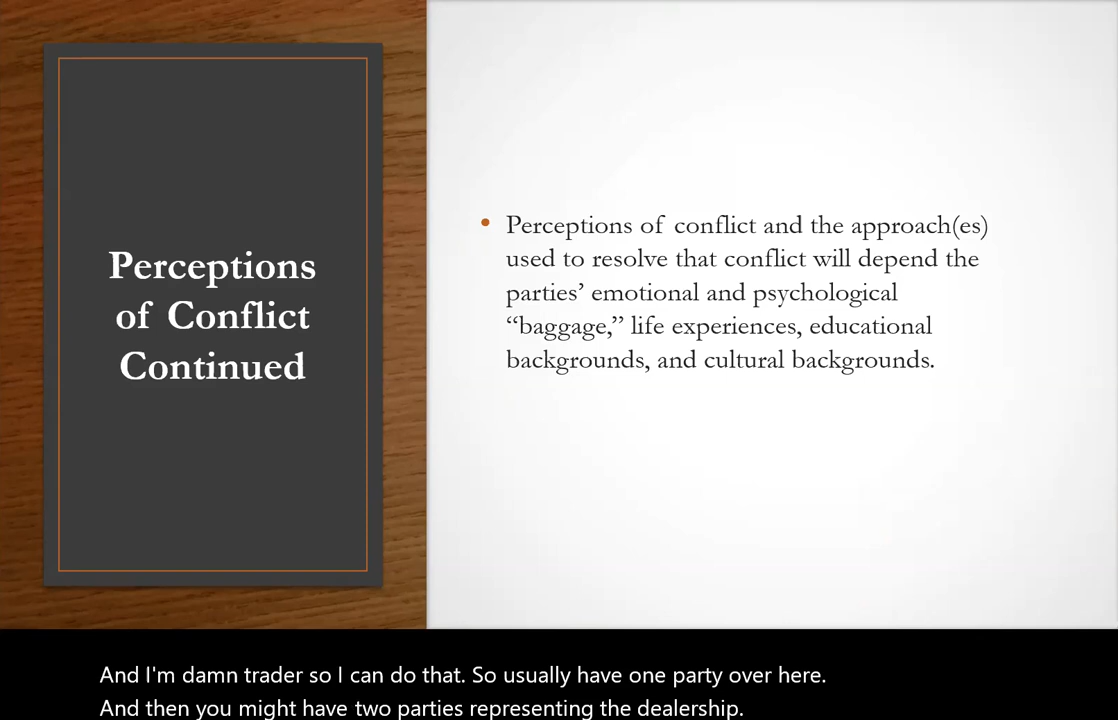 Perceptions
of Conflict
Continued
• Perceptions of conflict and the approach(es)
used to resolve that conflict will depend the
parties’ emotional and psychological
“baggage,” life experiences, educational
backgrounds, and cultural backgrounds.
And I'm damn trader so I can do that. So usually have one party over here.
And then you might have two parties representing the dealership.